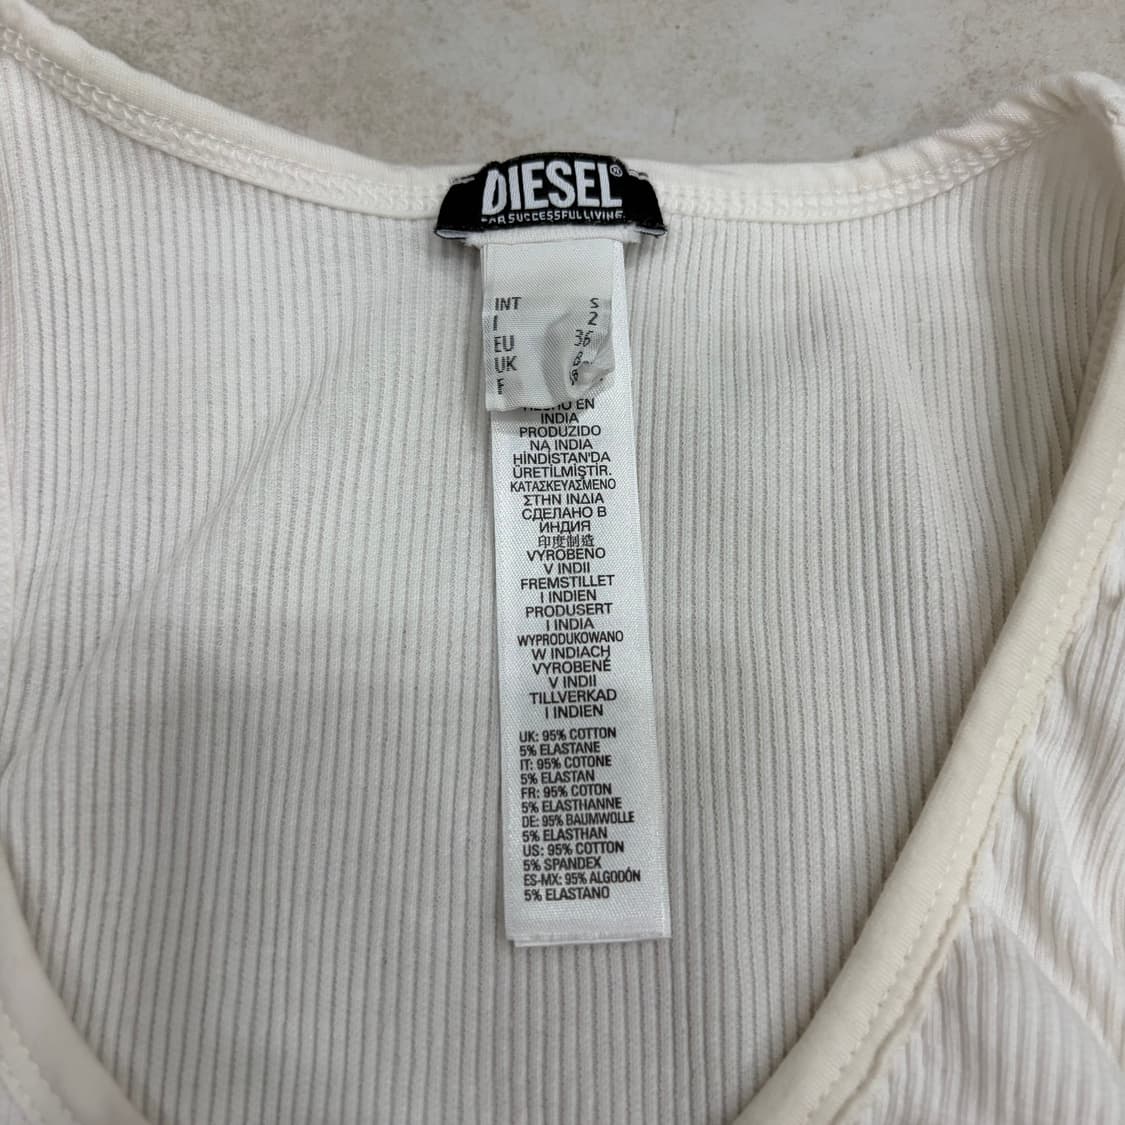 DIESEL®
FOR SUCCESSFUL LIVING
INT S
I 2
EU 36
UK 8
F
HECHO EN
INDIA
PRODUZIDO
NA INDIA
HİNDİSTAN'DA
ÜRETİLMİŞTİR.
ΚΑΤΑΣΚΕΥΑΣΜΕΝΟ
ΣΤΗΝ ΙΝΔΙΑ
СДЕЛАНО В
ИНДИЯ
印度制造
VYROBENO
V INDII
FREMSTILLET
I INDIEN
PRODUSERT
I INDIA
WYPRODUKOWANO
W INDIACH
VYROBENÉ
V INDII
TILLVERKAD
I INDIEN
UK: 95% COTTON
5% ELASTANE
IT: 95% COTONE
5% ELASTAN
FR: 95% COTON
5% ELASTHANNE
DE: 95% BAUMWOLLE
5% ELASTHAN
US: 95% COTTON
5% SPANDEX
ES-MX: 95% ALGODÓN
5% ELASTANO